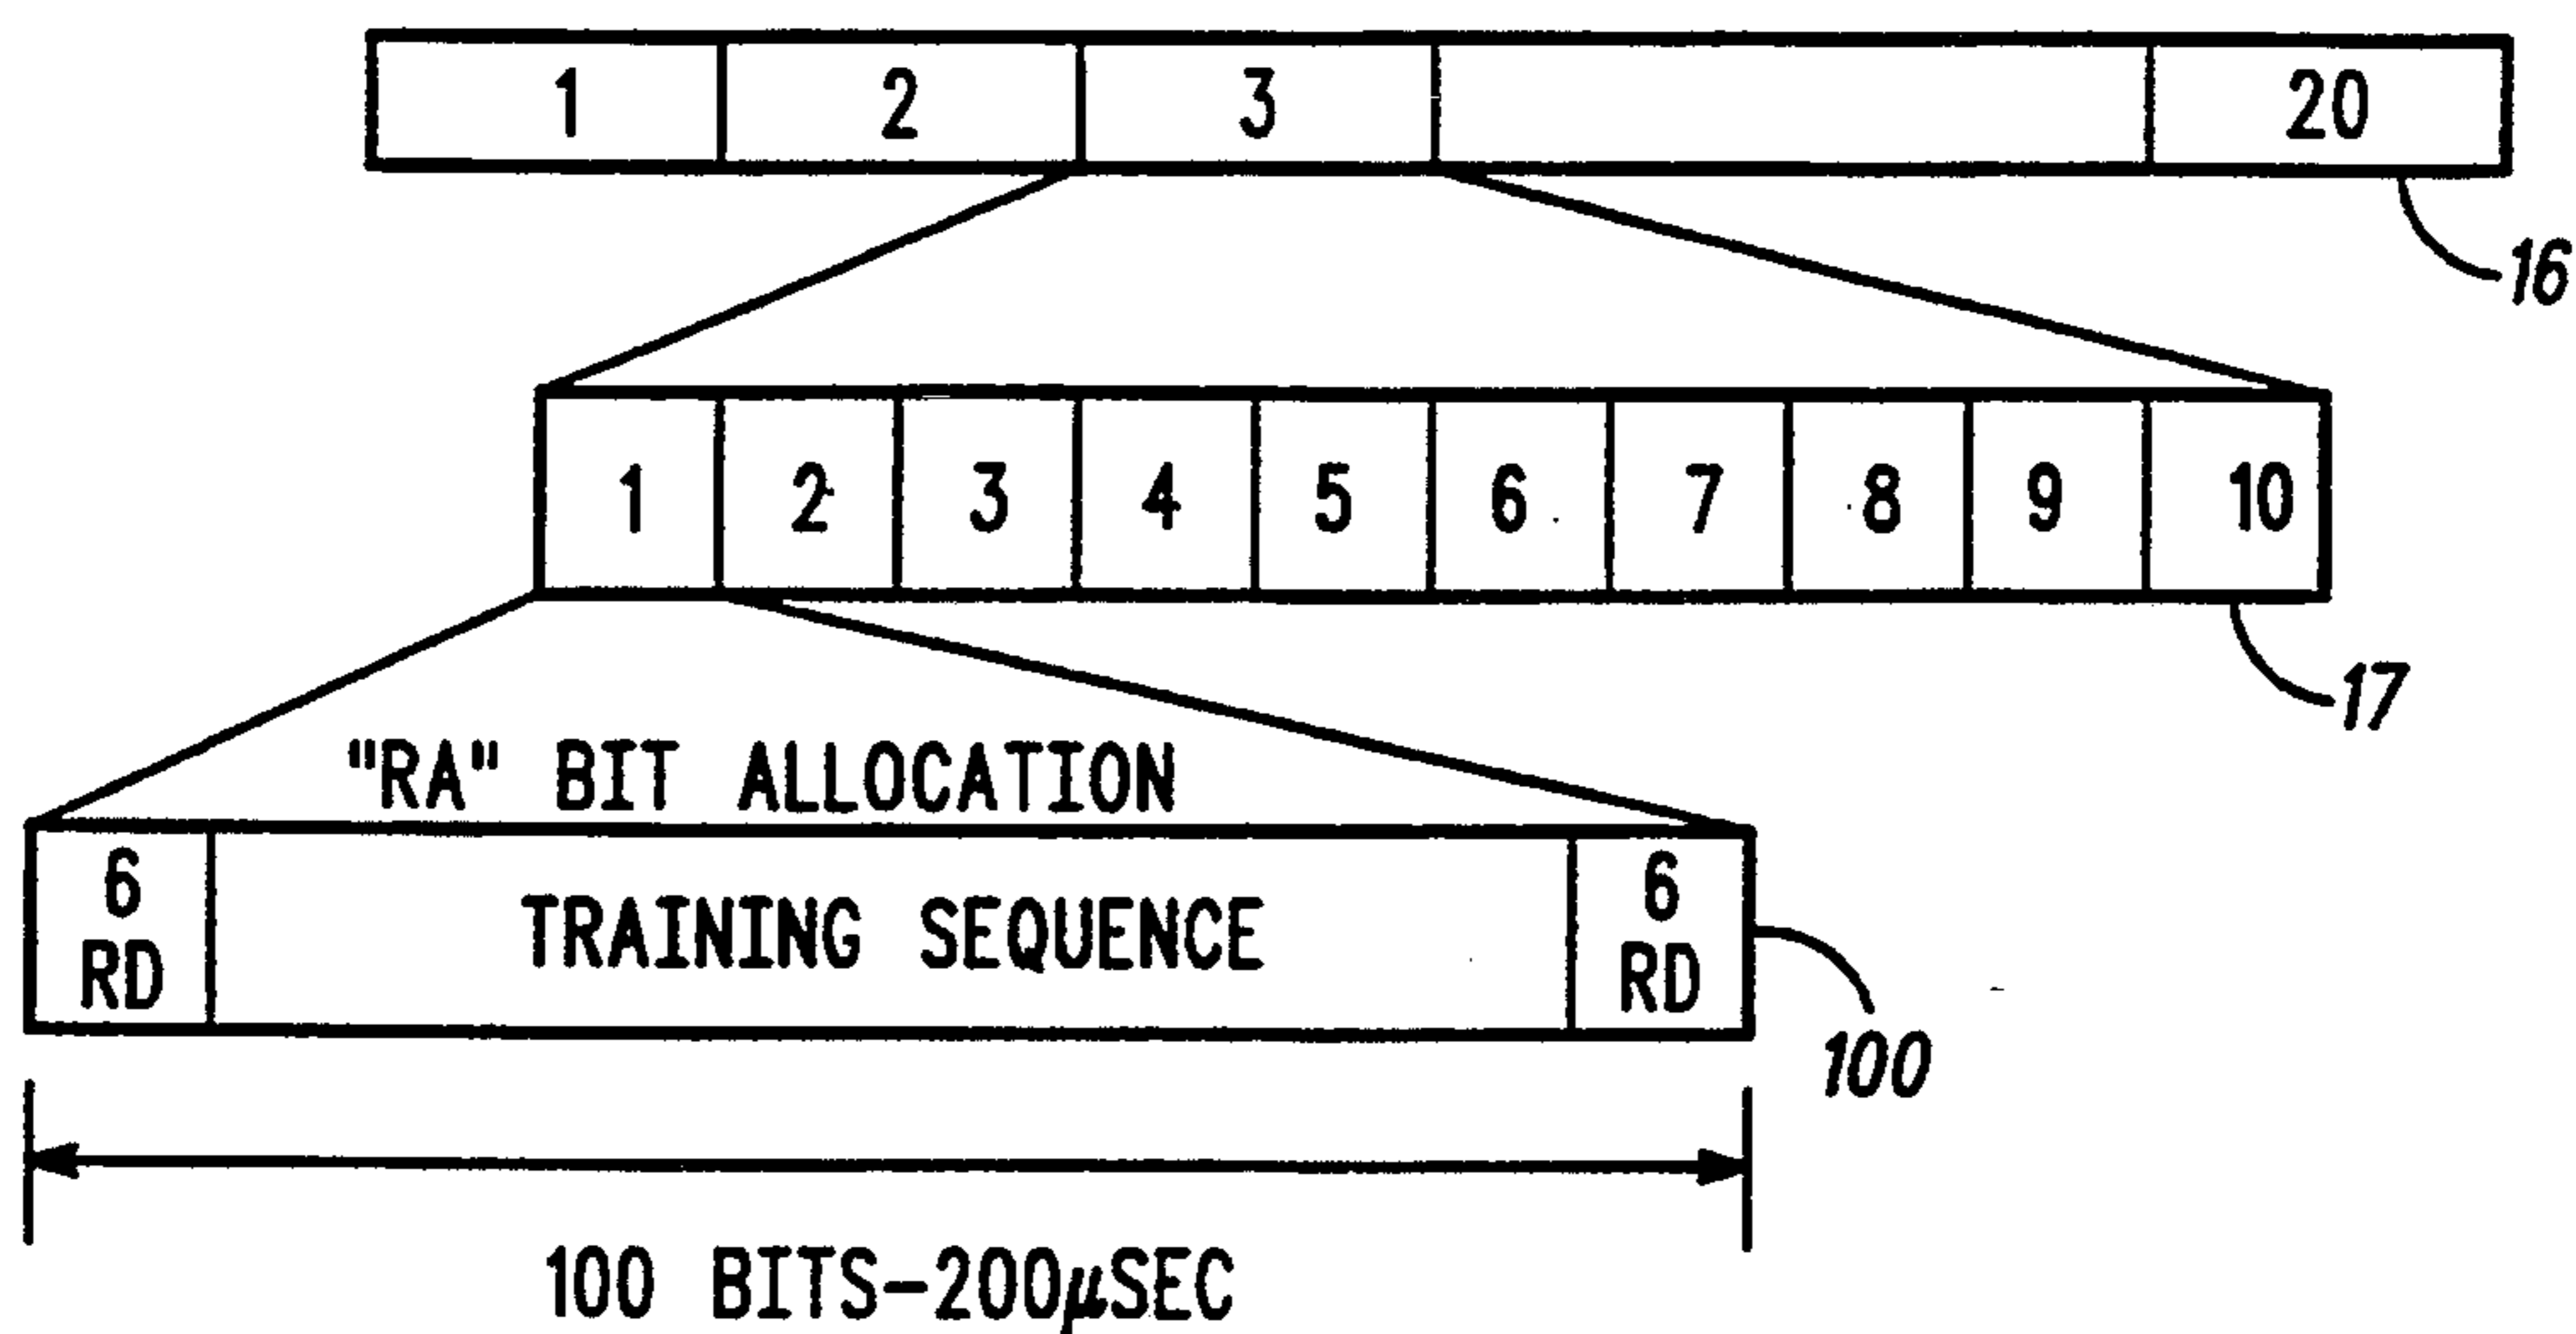 1 2 3 20
16
1 2 3 4 5 6 7 8 9 10
17
"RA" BIT ALLOCATION
6 RD TRAINING SEQUENCE 6 RD
100
100 BITS-200μSEC